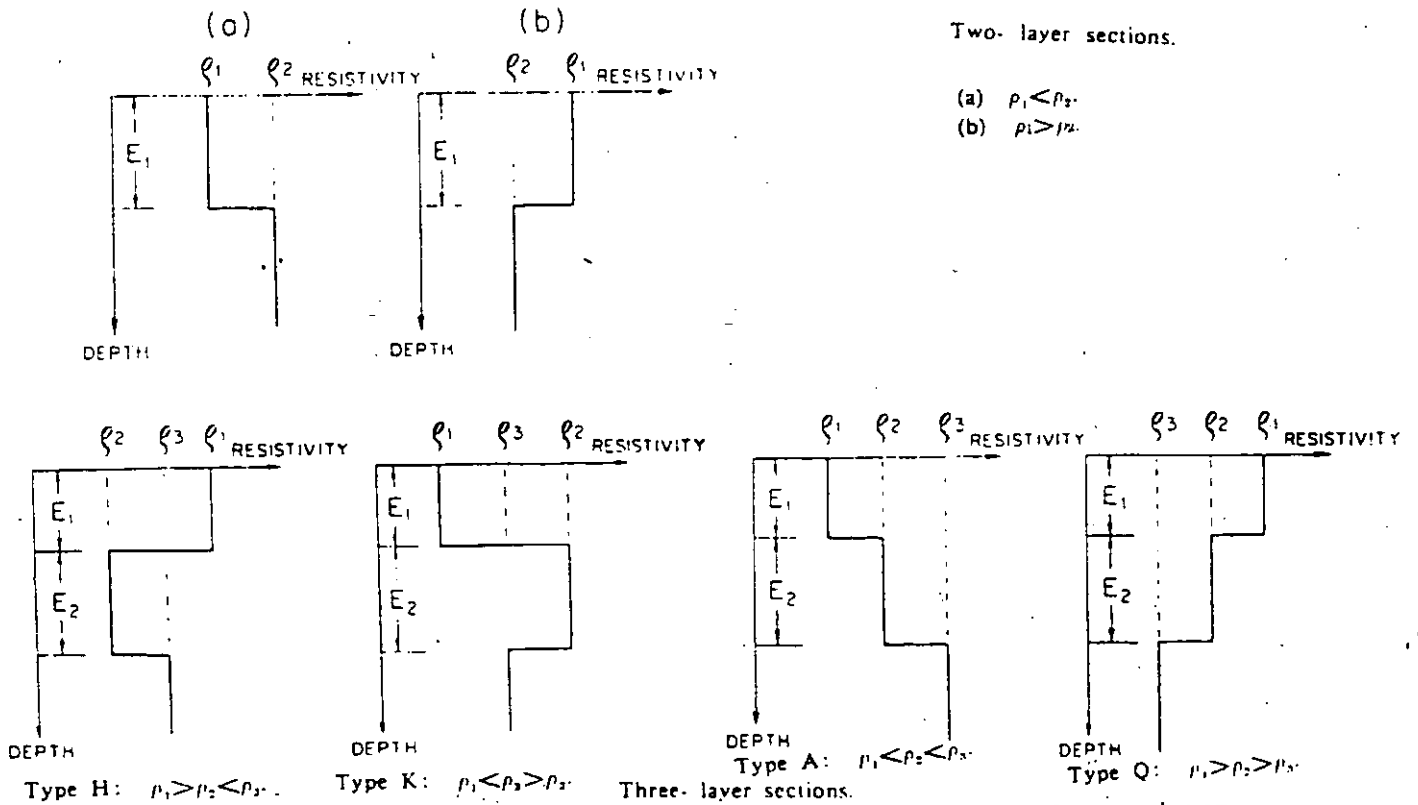 (a) (b)
Two- layer sections.
ρ1 ρ2 RESISTIVITY
ρ2 ρ1 RESISTIVITY
(a) ρ₁<ρ₂.
(b) ρ₁>ρ₂.
E₁
E₁
DEPTH
DEPTH
ρ2 ρ3 ρ1 RESISTIVITY
ρ1 ρ3 ρ2 RESISTIVITY
ρ1 ρ2 ρ3 RESISTIVITY
ρ3 ρ2 ρ1 RESISTIVITY
E₁
E₁
E₁
E₁
E₂
E₂
E₂
E₂
DEPTH
DEPTH
DEPTH
DEPTH
Type H: ρ₁>ρ₂<ρ₃.
Type K: ρ₁<ρ₂>ρ₃.
Type A: ρ₁<ρ₂<ρ₃.
Type Q: ρ₁>ρ₂>ρ₃.
Three- layer sections.